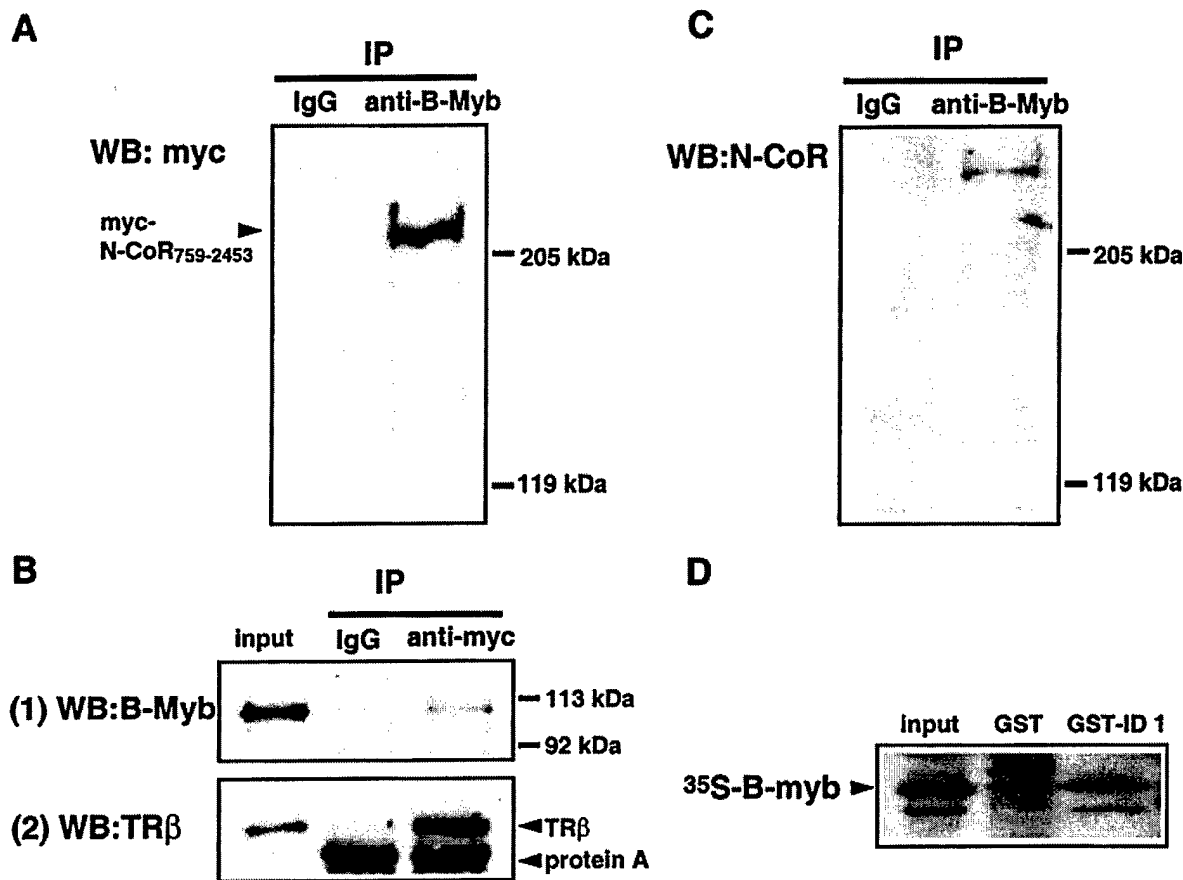 A
IP
IgG anti-B-Myb
WB: myc
myc-
N-CoR759-2453
205 kDa
119 kDa
C
IP
IgG anti-B-Myb
WB:N-CoR
205 kDa
119 kDa
B
IP
input IgG anti-myc
(1) WB:B-Myb
113 kDa
92 kDa
(2) WB:TRβ
TRβ
protein A
D
input GST GST-ID 1
35S-B-myb